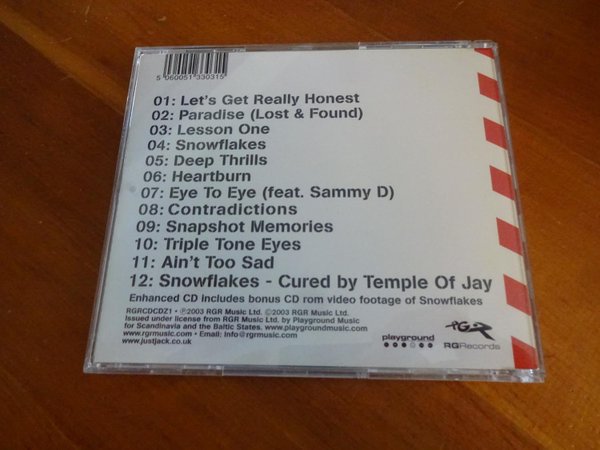 5 060051 330315
01: Let's Get Really Honest
02: Paradise (Lost & Found)
03: Lesson One
04: Snowflakes
05: Deep Thrills
06: Heartburn
07: Eye To Eye (feat. Sammy D)
08: Contradictions
09: Snapshot Memories
10: Triple Tone Eyes
11: Ain't Too Sad
12: Snowflakes - Cured by Temple Of Jay
Enhanced CD includes bonus CD rom video footage of Snowflakes
RGRCDCDZ1 • ℗2003 RGR Music Ltd. ©2003 RGR Music Ltd.
Issued under license from RGR Music Ltd. by Playground Music
for Scandinavia and the Baltic States. www.playgroundmusic.com
www.rgrmusic.com • Email: Info@rgrmusic.com
www.justjack.co.uk
playground
RGR
RGRecords